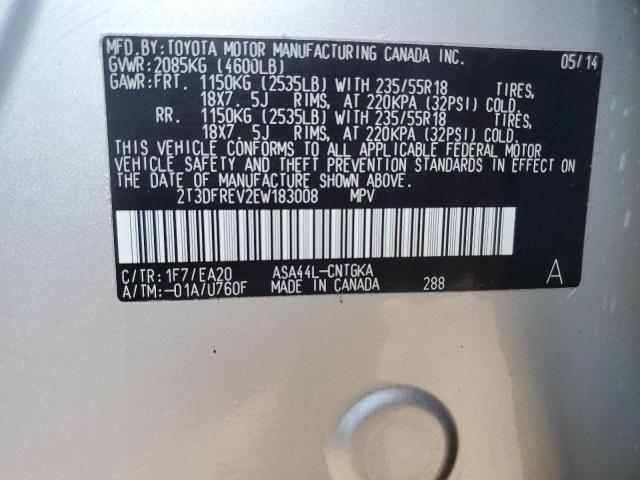 MFD.BY: TOYOTA MOTOR MANUFACTURING CANADA INC. 05/14
GVWR: 2085KG (4600LB)
GAWR: FRT. 1150KG (2535LB) WITH 235/55R18 TIRES,
18X7. 5J RIMS, AT 220KPA (32PSI) COLD.
RR. 1150KG (2535LB) WITH 235/55R18 TIRES,
18X7. 5J RIMS, AT 220KPA (32PSI) COLD.
THIS VEHICLE CONFORMS TO ALL APPLICABLE FEDERAL MOTOR
VEHICLE SAFETY AND THEFT PREVENTION STANDARDS IN EFFECT ON
THE DATE OF MANUFACTURE SHOWN ABOVE.
2T3DFREV2EW183008 MPV
C/TR: 1F7/EA20 ASA44L-CNTGKA
A/TM: -01A/U760F MADE IN CANADA 288 A